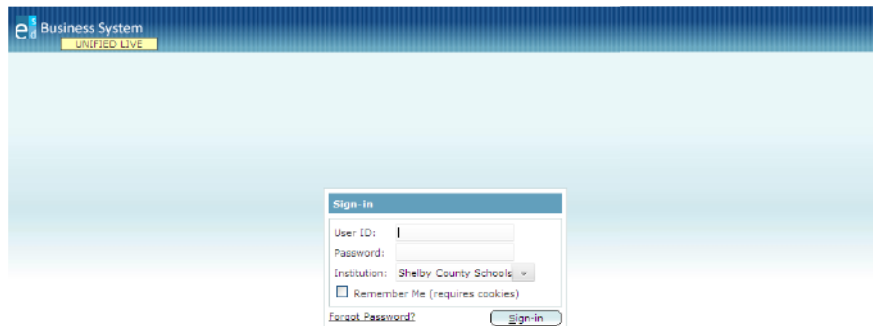 esd Business System
UNIFIED LIVE
Sign-in
User ID:
Password:
Institution: Shelby County Schools
Remember Me (requires cookies)
Forgot Password? Sign-in